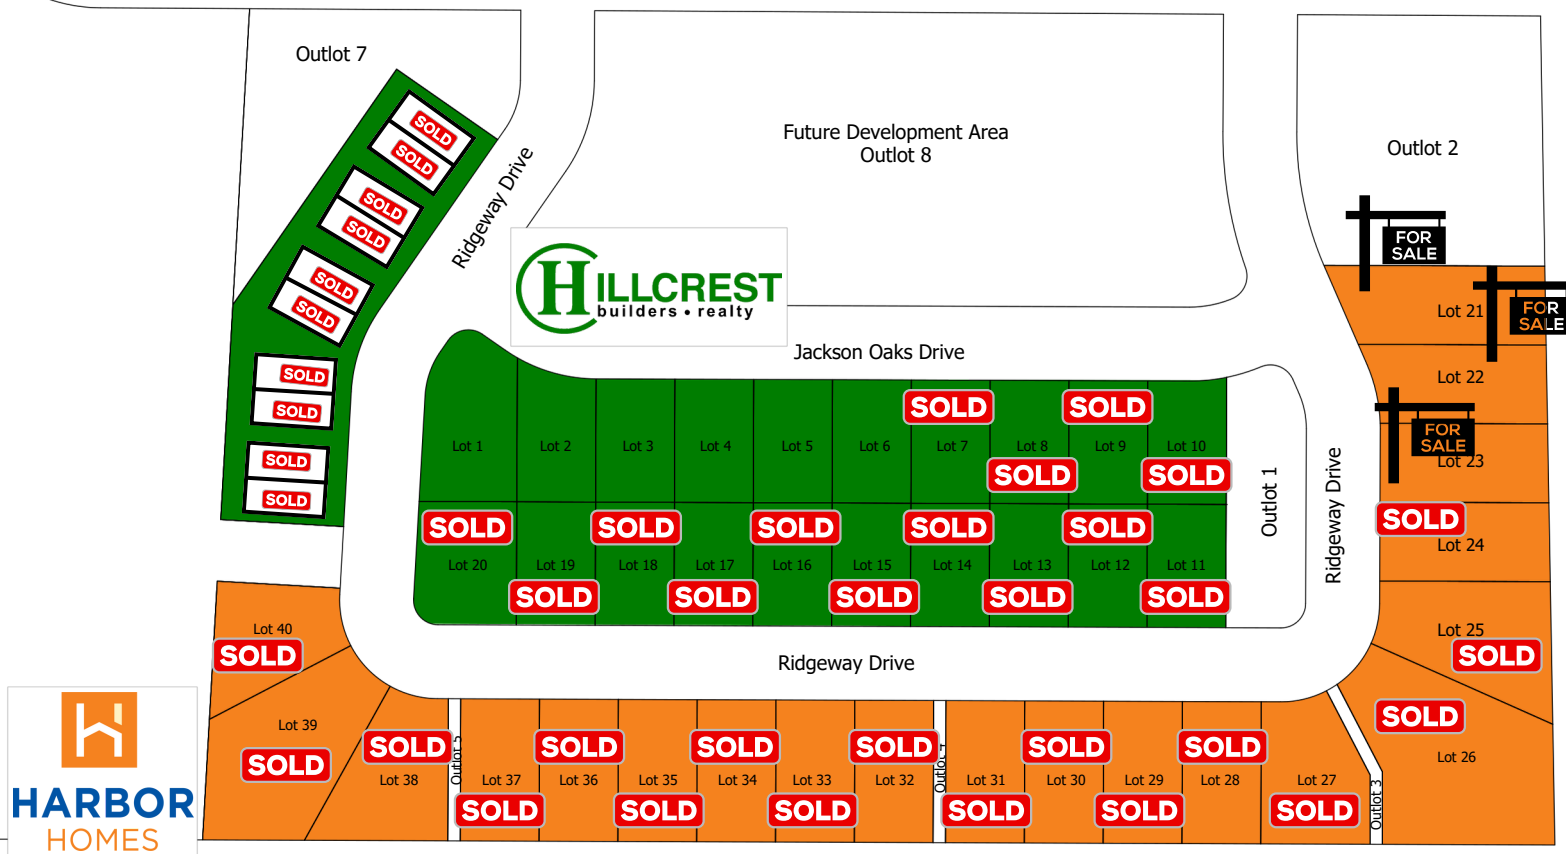 Outlot 7
SOLD
SOLD
SOLD
SOLD
SOLD
SOLD
SOLD
SOLD
SOLD
SOLD
Ridgeway Drive
Future Development Area
Outlot 8
Outlot 2
FOR
SALE
HILLCREST
builders • realty
Jackson Oaks Drive
Lot 21
FOR
SALE
Lot 22
FOR
SALE
Lot 23
SOLD
Lot 24
Lot 25
SOLD
SOLD
Lot 26
Ridgeway Drive
Outlot 1
SOLD
SOLD
Lot 1
Lot 2
Lot 3
Lot 4
Lot 5
Lot 6
Lot 7
Lot 8
Lot 9
Lot 10
SOLD
SOLD
SOLD
SOLD
SOLD
SOLD
SOLD
Lot 20
Lot 19
Lot 18
Lot 17
Lot 16
Lot 15
Lot 14
Lot 13
Lot 12
Lot 11
SOLD
SOLD
SOLD
SOLD
SOLD
Ridgeway Drive
Lot 40
SOLD
Lot 39
SOLD
SOLD
SOLD
SOLD
SOLD
SOLD
SOLD
Lot 38
Outlot 5
Lot 37
Lot 36
Lot 35
Lot 34
Lot 33
Lot 32
Lot 31
Lot 30
Lot 29
Lot 28
Lot 27
Outlot 3
SOLD
SOLD
SOLD
SOLD
SOLD
SOLD
HARBOR
HOMES